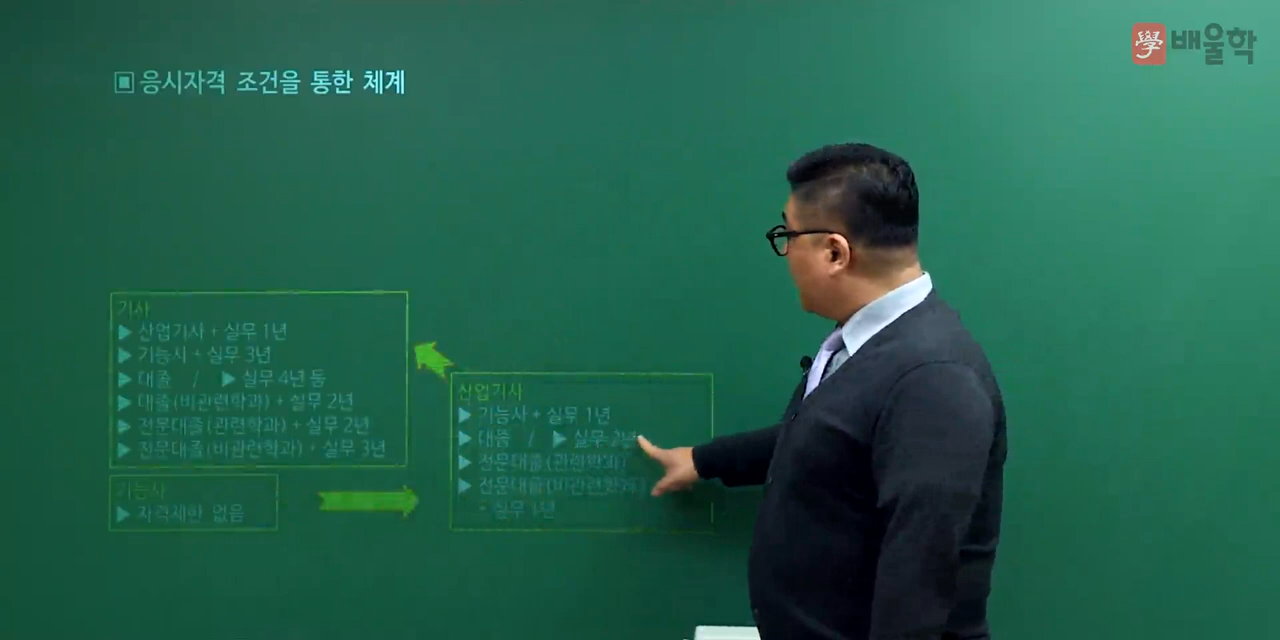 學 배울학
응시자격 조건을 통한 체계
기사
▶ 산업기사 + 실무 1년
▶ 기능사 + 실무 3년
▶ 대졸 / ▶ 실무 4년 등
▶ 대졸(비관련학과) + 실무 2년
▶ 전문대졸(관련학과) + 실무 2년
▶ 전문대졸(비관련학과) + 실무 3년
기능사
▶ 자격제한 없음
산업기사
▶ 기능사 + 실무 1년
▶ 대졸 / ▶ 실무 2년
▶ 전문대졸(관련학과)
▶ 전문대졸(비관련학과)
+ 실무 1년